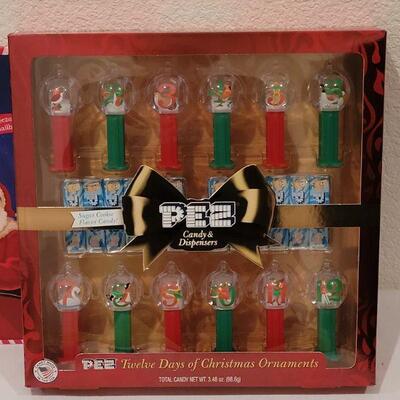 Sugar Cookie
Flavor Candy!
PEZ
Candy &
Dispensers
PEZ Twelve Days of Christmas Ornaments
TOTAL CANDY NET WT. 3.48 oz. (98.6g)